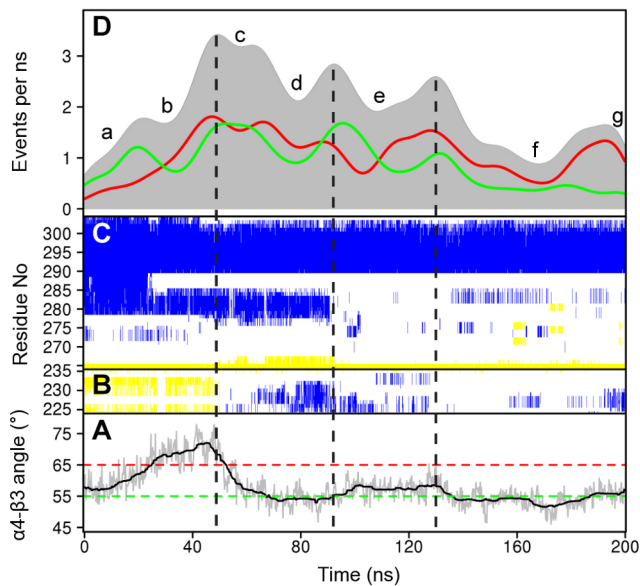 D
3
2
1
0
Events per ns
a
b
c
d
e
f
g
C
300
295
290
285
280
275
270
235
Residue No
B
230
225
A
75
65
55
45
α4-β3 angle (°)
0 40 80 120 160 200
Time (ns)